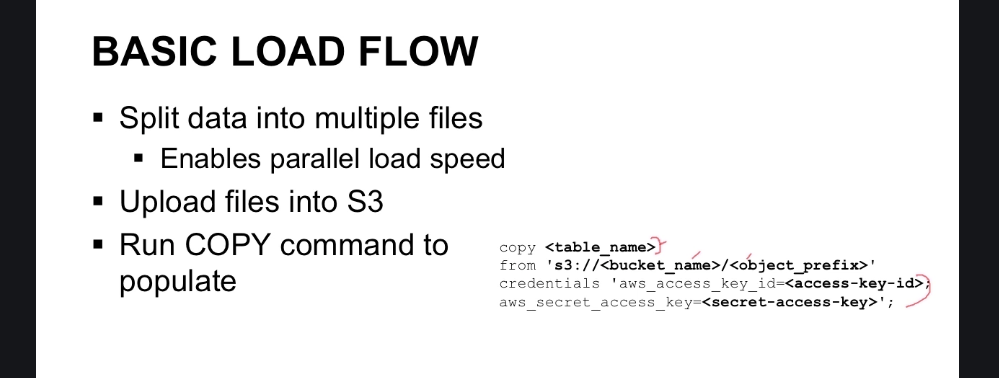 BASIC LOAD FLOW
▪ Split data into multiple files
▪ Enables parallel load speed
▪ Upload files into S3
▪ Run COPY command to
populate
copy <table_name>
from 's3://<bucket_name>/<object_prefix>'
credentials 'aws_access_key_id=<access-key-id>;
aws_secret_access_key=<secret-access-key>';